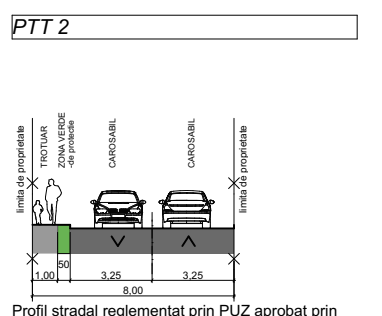 PTT 2
limita de proprietate
TROTUAR
ZONA VERDE
-de protectie
CAROSABIL
CAROSABIL
limita de proprietate
50
1,00
3,25
3,25
8,00
Profil stradal reglementat prin PUZ aprobat prin